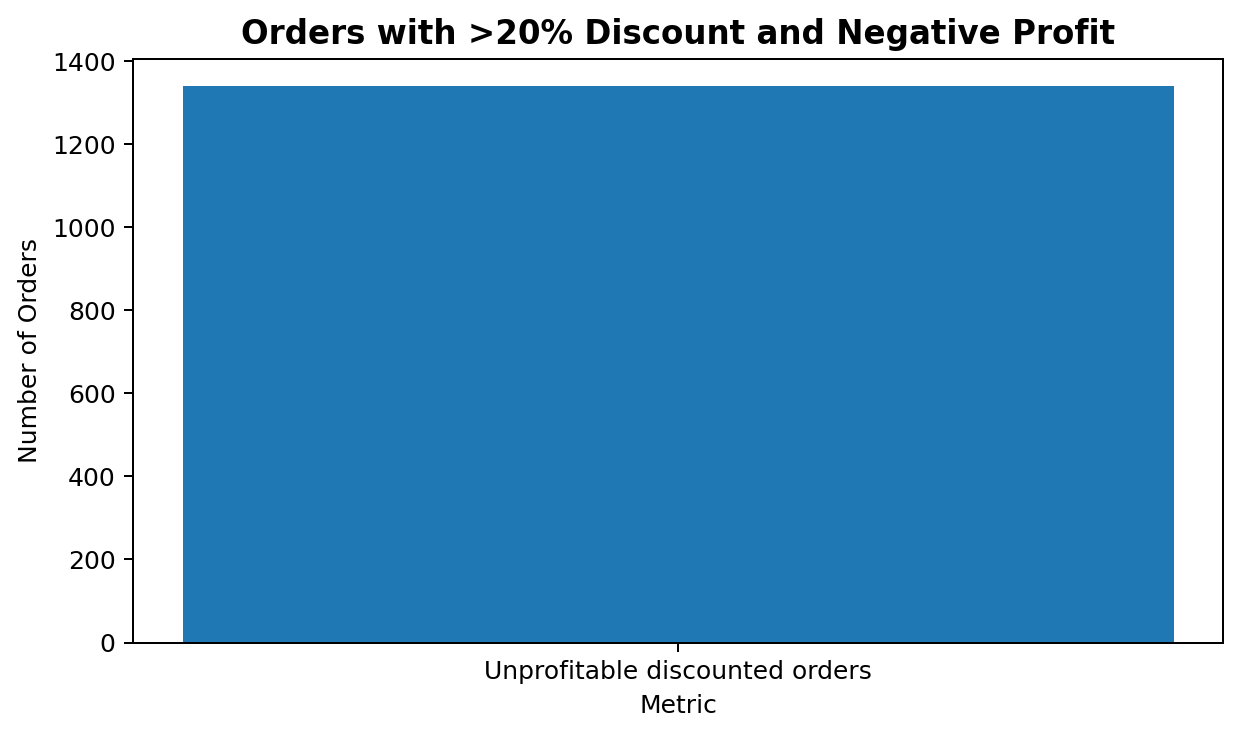 Orders with >20% Discount and Negative Profit
1400
1200
1000
800
600
400
200
0
Number of Orders
Unprofitable discounted orders
Metric